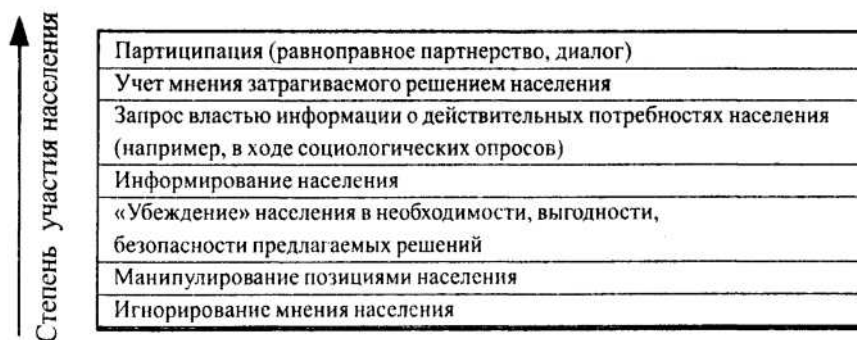 Степень участия населения
Партиципация (равноправное партнерство, диалог)
Учет мнения затрагиваемого решением населения
Запрос властью информации о действительных потребностях населения
(например, в ходе социологических опросов)
Информирование населения
«Убеждение» населения в необходимости, выгодности,
безопасности предлагаемых решений
Манипулирование позициями населения
Игнорирование мнения населения